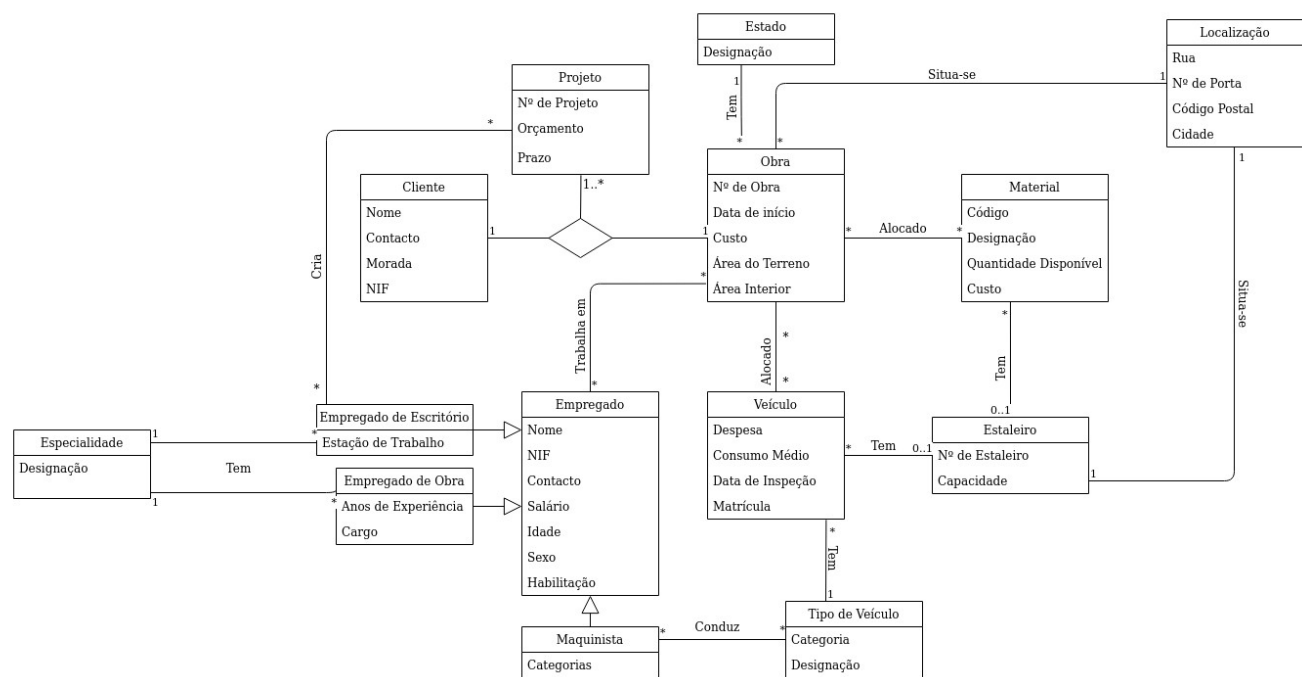 Estado
Designação
1
Tem
*
Localização
Rua
Nº de Porta
Código Postal
Cidade
Situa-se
1
*
1
Situa-se
1
Projeto
Nº de Projeto
Orçamento
Prazo
*
Cria
*
1..*
Cliente
Nome
Contacto
Morada
NIF
1
1
Obra
Nº de Obra
Data de início
Custo
Área do Terreno
Área Interior
*
Alocado
*
Material
Código
Designação
Quantidade Disponível
Custo
*
Tem
0..1
*
Trabalha em
*
*
Alocado
*
Especialidade
Designação
1
*
Tem
1
*
Empregado de Escritório
Estação de Trabalho
Empregado de Obra
Anos de Experiência
Cargo
Empregado
Nome
NIF
Contacto
Salário
Idade
Sexo
Habilitação
Veículo
Despesa
Consumo Médio
Data de Inspeção
Matrícula
*
Tem
0..1
Estaleiro
Nº de Estaleiro
Capacidade
*
Tem
1
Maquinista
Categorias
*
Conduz
*
Tipo de Veículo
Categoria
Designação